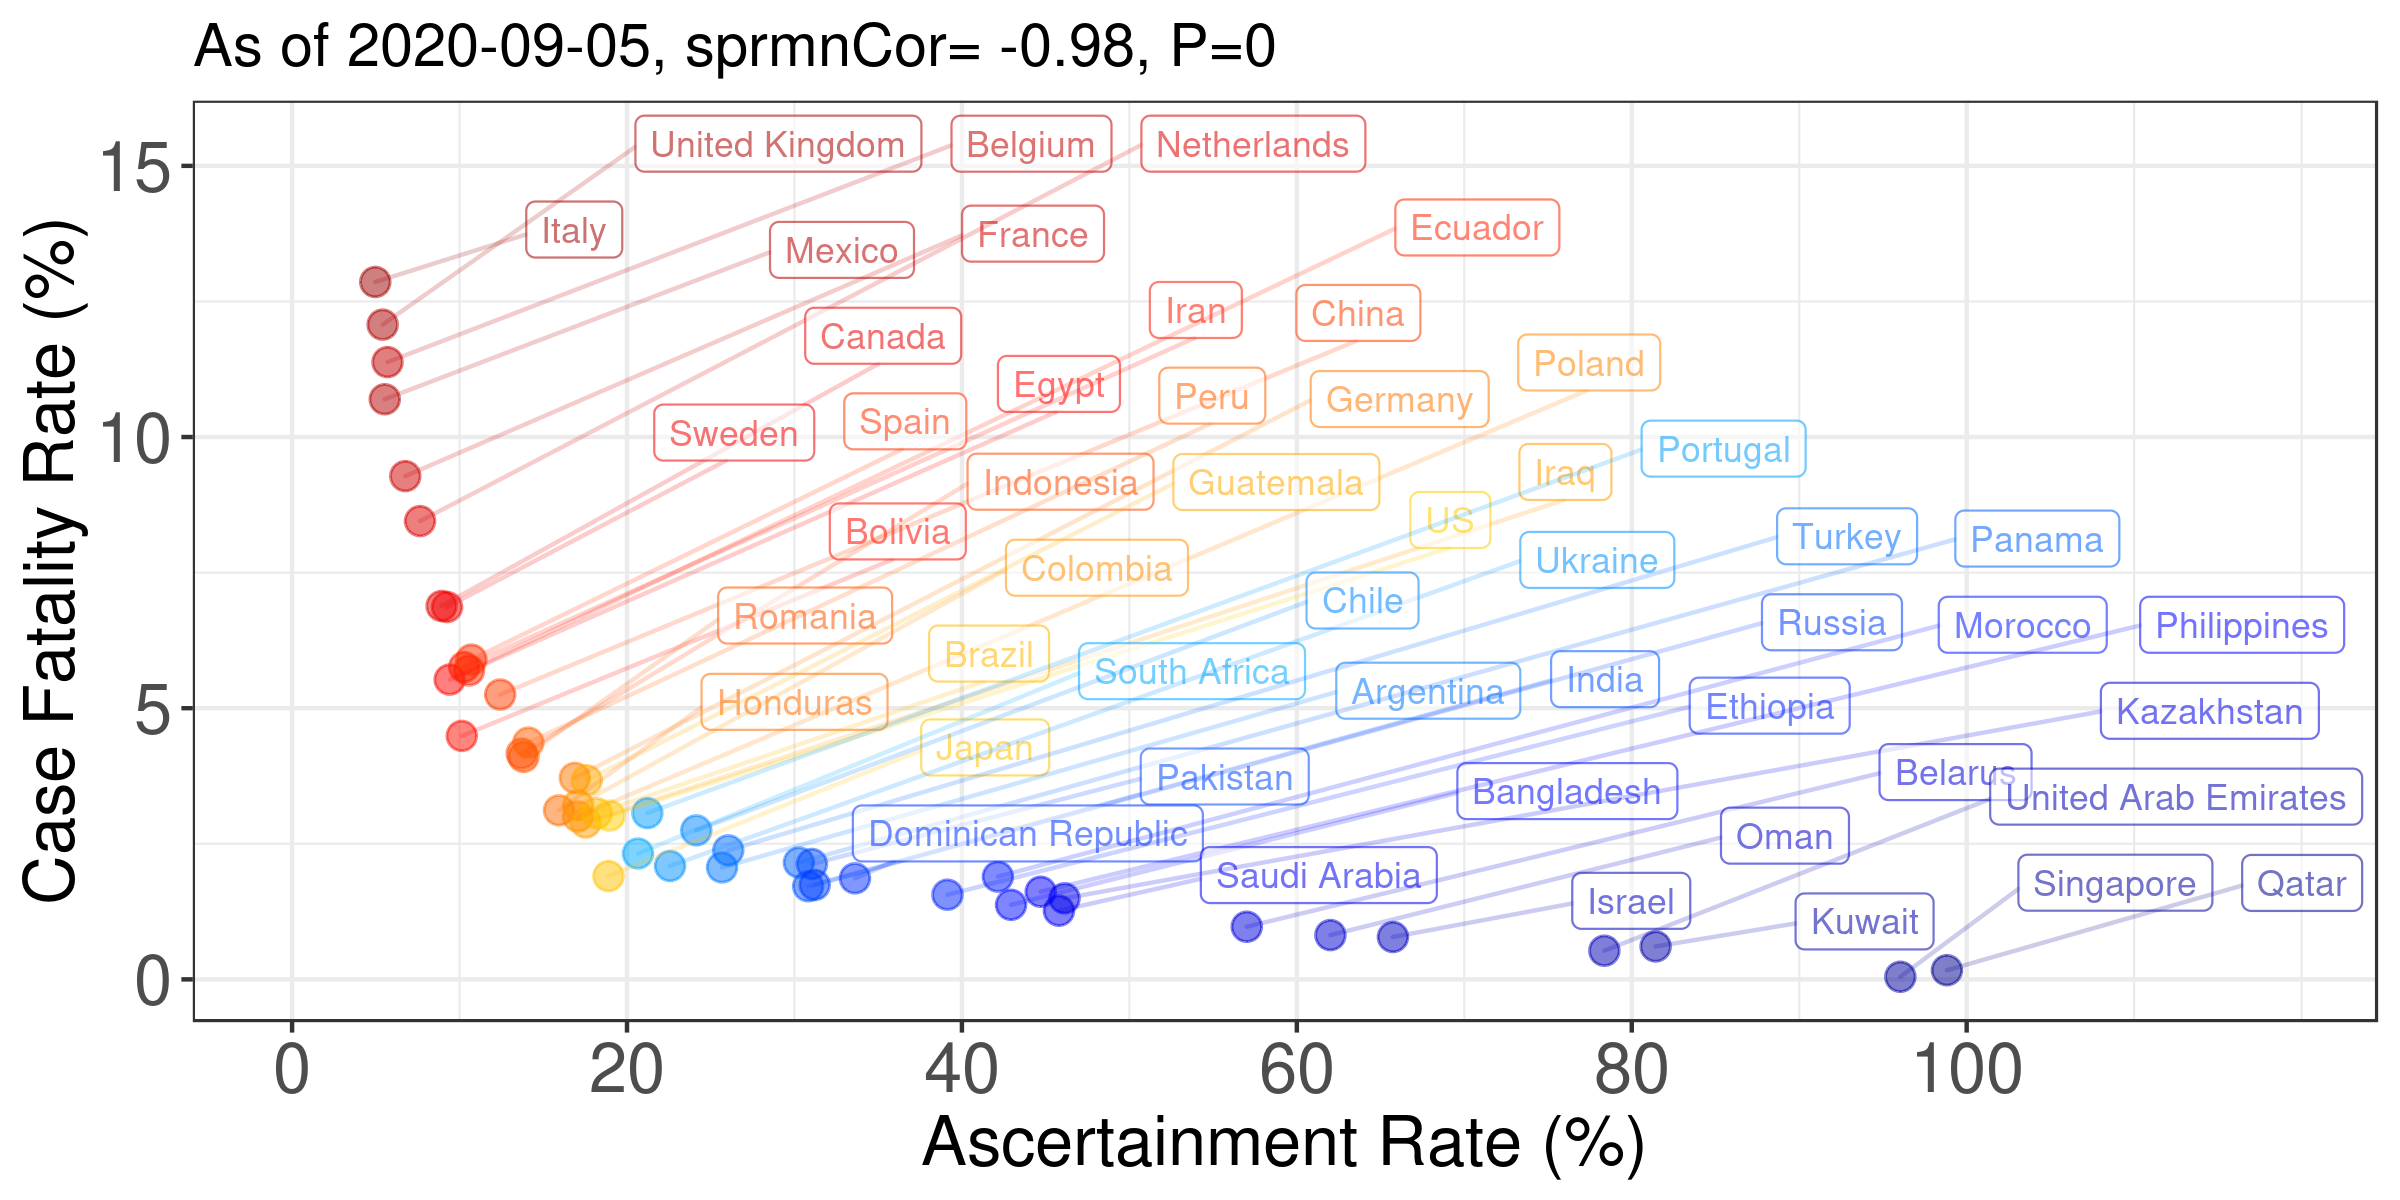 As of 2020-09-05, sprmnCor= -0.98, P=0
Case Fatality Rate (%)
15
10
5
0
United Kingdom
Belgium
Netherlands
Italy
Mexico
France
Ecuador
Canada
Iran
China
Sweden
Spain
Egypt
Peru
Germany
Poland
Bolivia
Indonesia
Guatemala
Iraq
Portugal
US
Romania
Colombia
Chile
Ukraine
Turkey
Panama
Honduras
Brazil
South Africa
Argentina
India
Russia
Morocco
Philippines
Japan
Pakistan
Ethiopia
Kazakhstan
Dominican Republic
Bangladesh
Belarus
United Arab Emirates
Saudi Arabia
Oman
Israel
Kuwait
Singapore
Qatar
0
20
40
60
80
100
Ascertainment Rate (%)